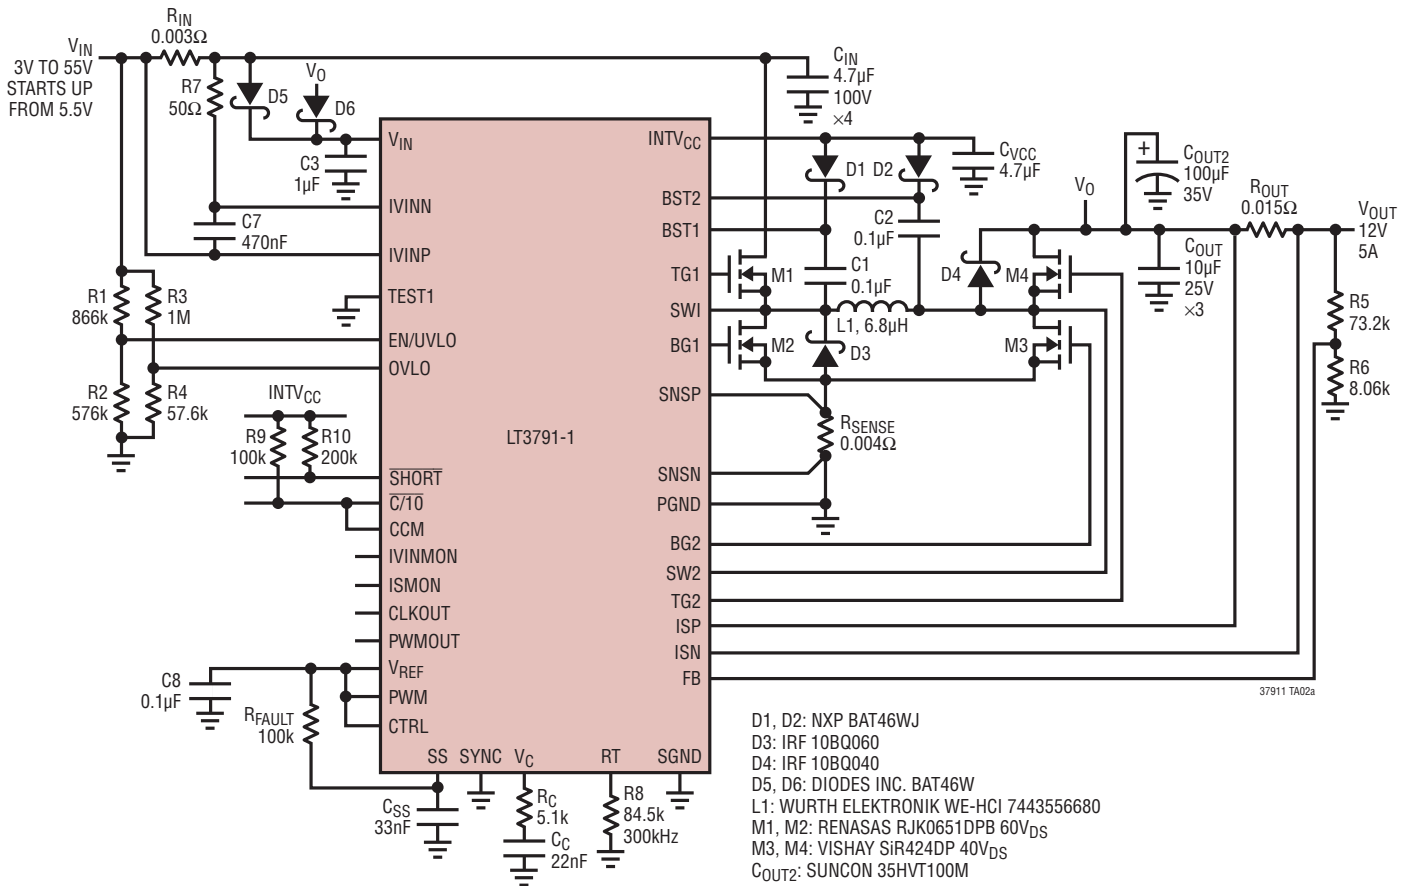 RIN
0.003Ω
VIN
3V TO 55V
STARTS UP
FROM 5.5V
R7
50Ω
D5
VO
D6
C3
1µF
C7
470nF
R1
866k
R3
1M
R2
576k
R4
57.6k
INTVCC
R9
100k
R10
200k
C8
0.1µF
RFAULT
100k
CSS
33nF
RC
5.1k
CC
22nF
R8
84.5k
300kHz
VIN
IVINN
IVINP
TEST1
EN/UVLO
OVLO
SHORT
C/10
CCM
IVINMON
ISMON
CLKOUT
PWMOUT
VREF
PWM
CTRL
SS
SYNC
VC
RT
SGND
LT3791-1
INTVCC
BST2
BST1
TG1
SWI
BG1
SNSP
SNSN
PGND
BG2
SW2
TG2
ISP
ISN
FB
CIN
4.7µF
100V
×4
D1
D2
CVCC
4.7µF
C2
0.1µF
C1
0.1µF
M1
M2
L1, 6.8µH
D3
D4
M4
M3
RSENSE
0.004Ω
VO
COUT2
100µF
35V
+
COUT
10µF
25V
×3
ROUT
0.015Ω
VOUT
12V
5A
R5
73.2k
R6
8.06k
37911 TA02a
D1, D2: NXP BAT46WJ
D3: IRF 10BQ060
D4: IRF 10BQ040
D5, D6: DIODES INC. BAT46W
L1: WURTH ELEKTRONIK WE-HCI 7443556680
M1, M2: RENASAS RJK0651DPB 60VDS
M3, M4: VISHAY SiR424DP 40VDS
COUT2: SUNCON 35HVT100M